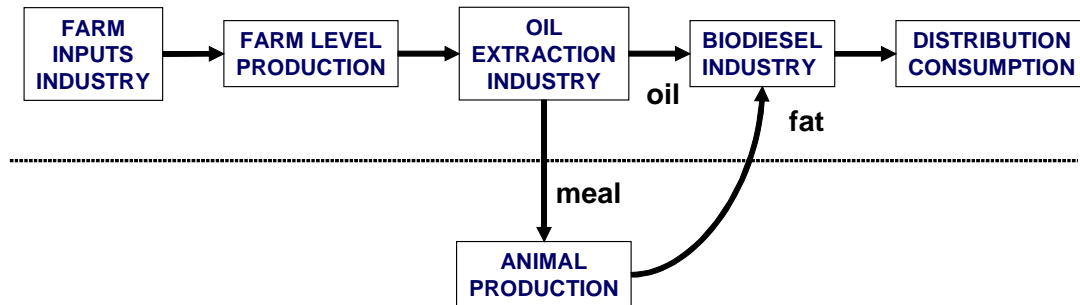 FARM
INPUTS
INDUSTRY
FARM LEVEL
PRODUCTION
OIL
EXTRACTION
INDUSTRY
BIODIESEL
INDUSTRY
DISTRIBUTION
CONSUMPTION
oil
fat
meal
ANIMAL
PRODUCTION